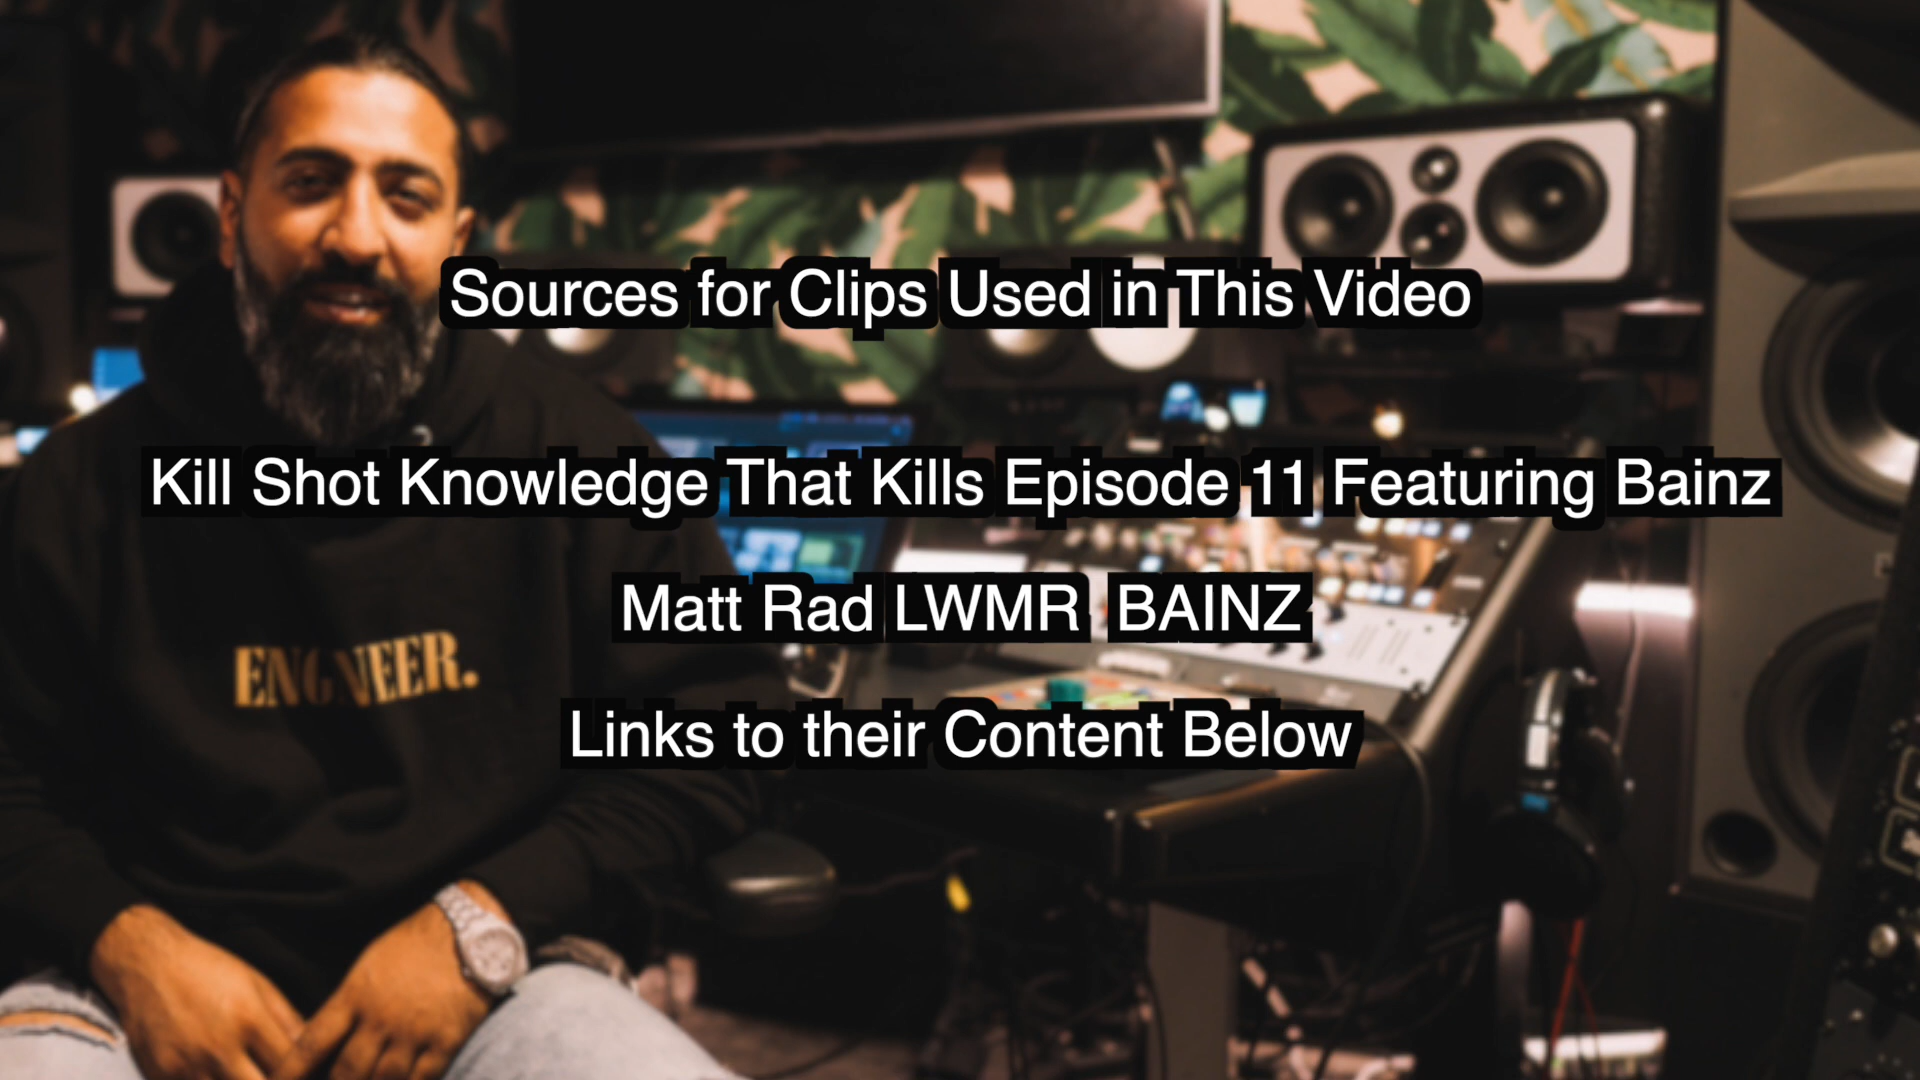 Sources for Clips Used in This Video
Kill Shot Knowledge That Kills Episode 11 Featuring Bainz
Matt Rad LWMR BAINZ
Links to their Content Below
ENGNEER.